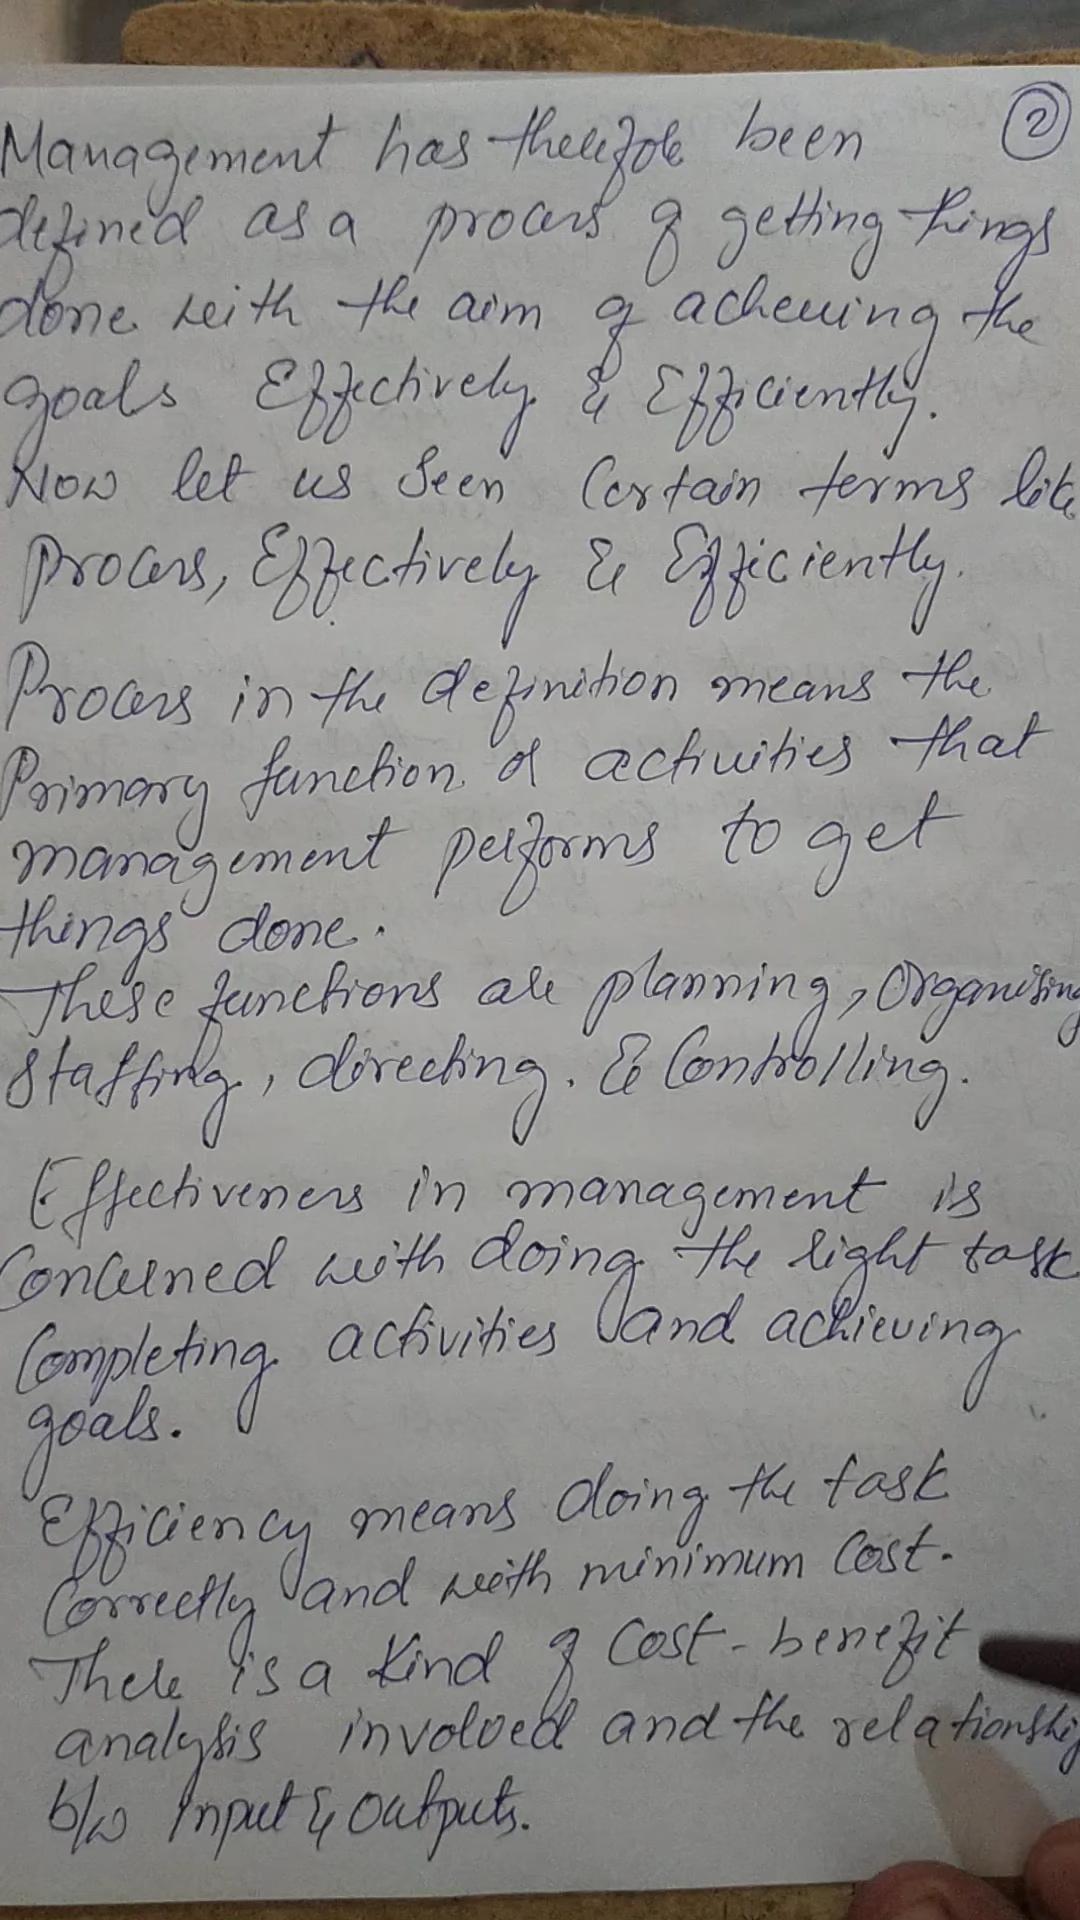 2
Management has therefore been
defined as a process of getting things
done with the aim of acheiving the
goals Effectively & Efficiently.
Now let us seen Certain terms like
Process, Effectively & Efficiently.
Process in the definition means the
Primary function of activities that
management performs to get
things done.
These functions are planning, Organising
Staffing, directing. & Controlling.
Effectiveness in management is
Concerned with doing the right task
Completing activities and achieving
goals.
Efficiency means doing the task
Correctly and with minimum Cost.
There is a Kind of Cost-benefit
analysis involved and the relationship
b/w Input & outputs.